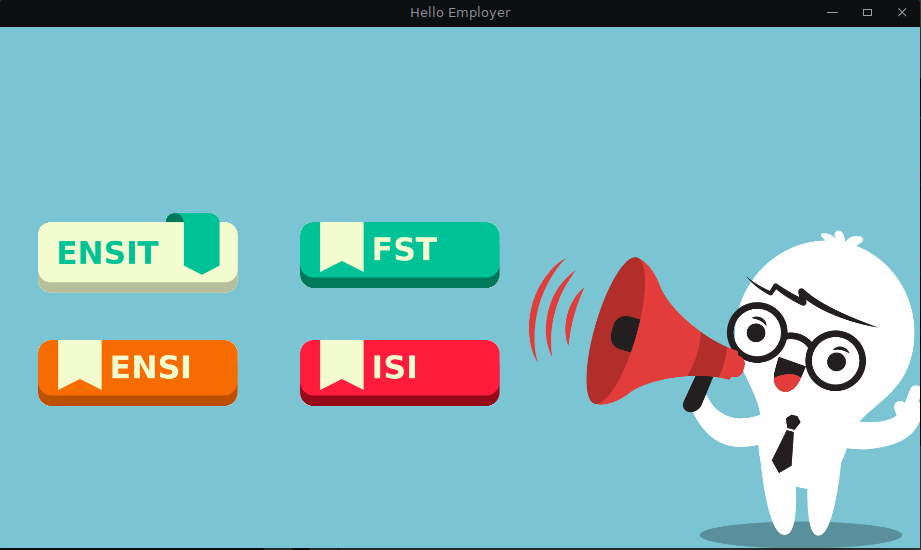 Hello Employer
ENSIT
FST
ENSI
ISI